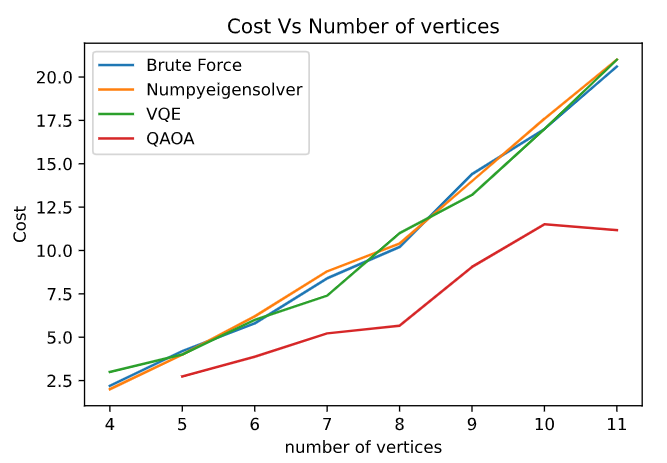 Cost Vs Number of vertices
Brute Force
Numpyeigensolver
VQE
QAOA
Cost
20.0
17.5
15.0
12.5
10.0
7.5
5.0
2.5
4 5 6 7 8 9 10 11
number of vertices